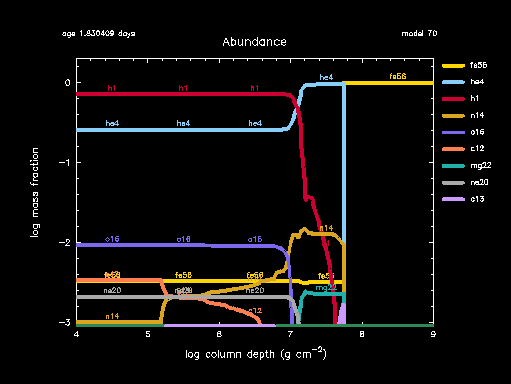 age 1.830409 days
model 70
Abundance
fe56
he4
h1
n14
o16
c12
mg22
ne20
c13
he4
fe56
h1
h1
h1
he4
he4
he4
n14
o16
o16
o16
fe56
fe56
fe56
fe56
mg22
ne20
ne20
n14
c12
0
−1
−2
−3
4
5
6
7
8
9
log mass fraction
log column depth (g cm⁻²)